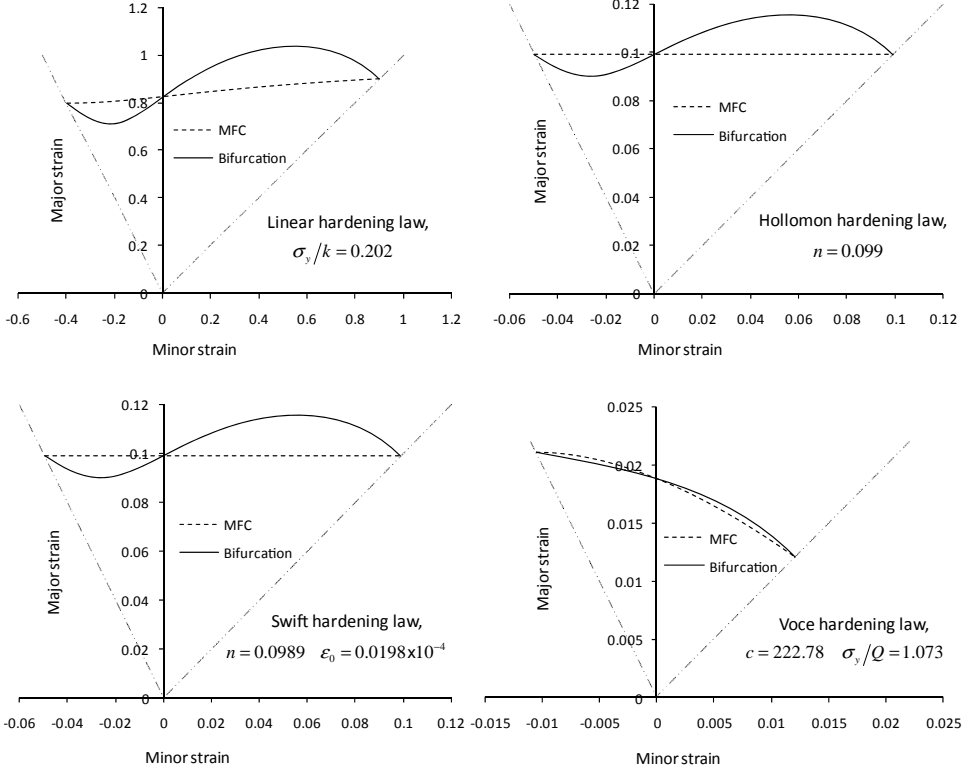 1.2
1
0.8
0.6
0.4
0.2
0
-0.6 -0.4 -0.2 0 0.2 0.4 0.6 0.8 1 1.2
Major strain
Minor strain
MFC
Bifurcation
Linear hardening law,
σy/k = 0.202
0.12
0.1
0.08
0.06
0.04
0.02
0
-0.06 -0.04 -0.02 0 0.02 0.04 0.06 0.08 0.1 0.12
Major strain
Minor strain
MFC
Bifurcation
Hollomon hardening law,
n = 0.099
0.12
0.1
0.08
0.06
0.04
0.02
0
-0.06 -0.04 -0.02 0 0.02 0.04 0.06 0.08 0.1 0.12
Major strain
Minor strain
MFC
Bifurcation
Swift hardening law,
n = 0.0989 ε0 = 0.0198x10−4
0.025
0.02
0.015
0.01
0.005
0
-0.015 -0.01 -0.005 0 0.005 0.01 0.015 0.02 0.025
Major strain
Minor strain
MFC
Bifurcation
Voce hardening law,
c = 222.78 σy/Q = 1.073